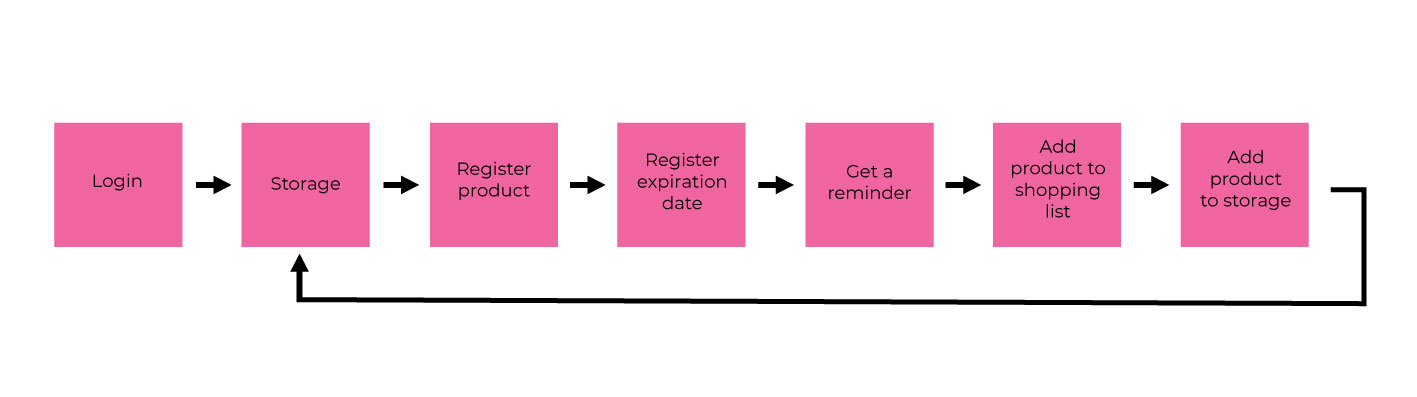 Login
Storage
Register
product
Register
expiration
date
Get a
reminder
Add
product to
shopping
list
Add
product
to storage